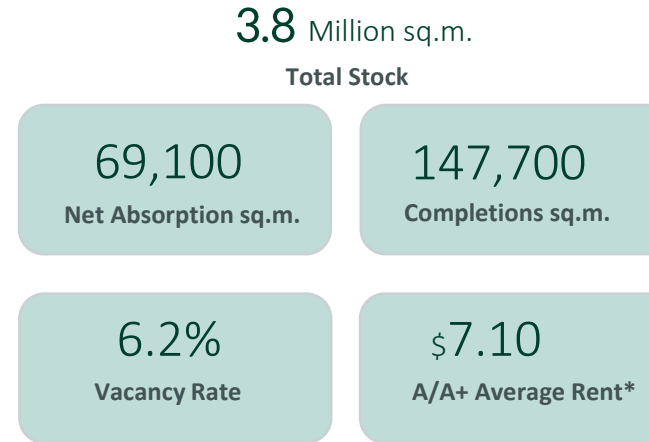 3.8 Million sq.m.
Total Stock
69,100
Net Absorption sq.m.
147,700
Completions sq.m.
6.2%
Vacancy Rate
$7.10
A/A+ Average Rent*